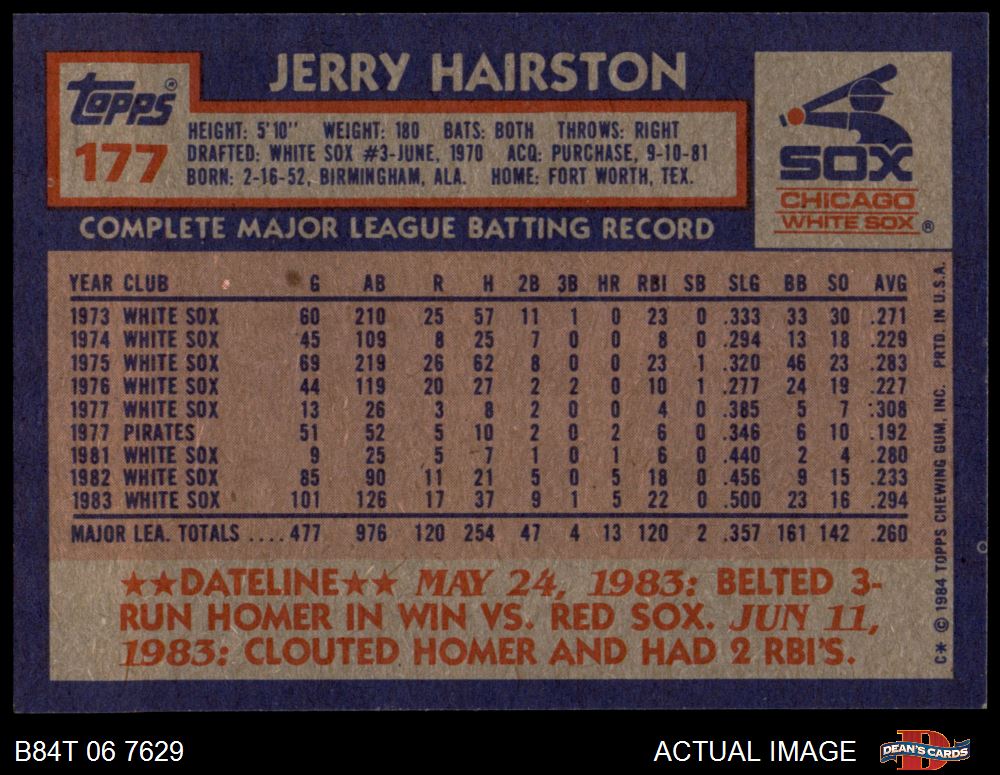 JERRY HAIRSTON
Topps®
177
HEIGHT: 5'10" WEIGHT: 180 BATS: BOTH THROWS: RIGHT
DRAFTED: WHITE SOX #3-JUNE, 1970 ACQ: PURCHASE, 9-10-81
BORN: 2-16-52, BIRMINGHAM, ALA. HOME: FORT WORTH, TEX.
SOX
CHICAGO
WHITE SOX ®
COMPLETE MAJOR LEAGUE BATTING RECORD
YEAR CLUB G AB R H 2B 3B HR RBI SB SLG BB SO AVG
1973 WHITE SOX 60 210 25 57 11 1 0 23 0 .333 33 30 .271
1974 WHITE SOX 45 109 8 25 7 0 0 8 0 .294 13 18 .229
1975 WHITE SOX 69 219 26 62 8 0 0 23 1 .320 46 23 .283
1976 WHITE SOX 44 119 20 27 2 2 0 10 1 .277 24 19 .227
1977 WHITE SOX 13 26 3 8 2 0 0 4 0 .385 5 7 .308
1977 PIRATES 51 52 5 10 2 0 2 6 0 .346 6 10 .192
1981 WHITE SOX 9 25 5 7 1 0 1 6 0 .440 2 4 .280
1982 WHITE SOX 85 90 11 21 5 0 5 18 0 .456 9 15 .233
1983 WHITE SOX 101 126 17 37 9 1 5 22 0 .500 23 16 .294
MAJOR LEA. TOTALS ....477 976 120 254 47 4 13 120 2 .357 161 142 .260
★★DATELINE★★ MAY 24, 1983: BELTED 3-
RUN HOMER IN WIN VS. RED SOX. JUN 11,
1983: CLOUTED HOMER AND HAD 2 RBI'S.
C* © 1984 TOPPS CHEWING GUM, INC. PRTD. IN U.S.A.
B84T 06 7629
ACTUAL IMAGE
DEAN'S CARDS